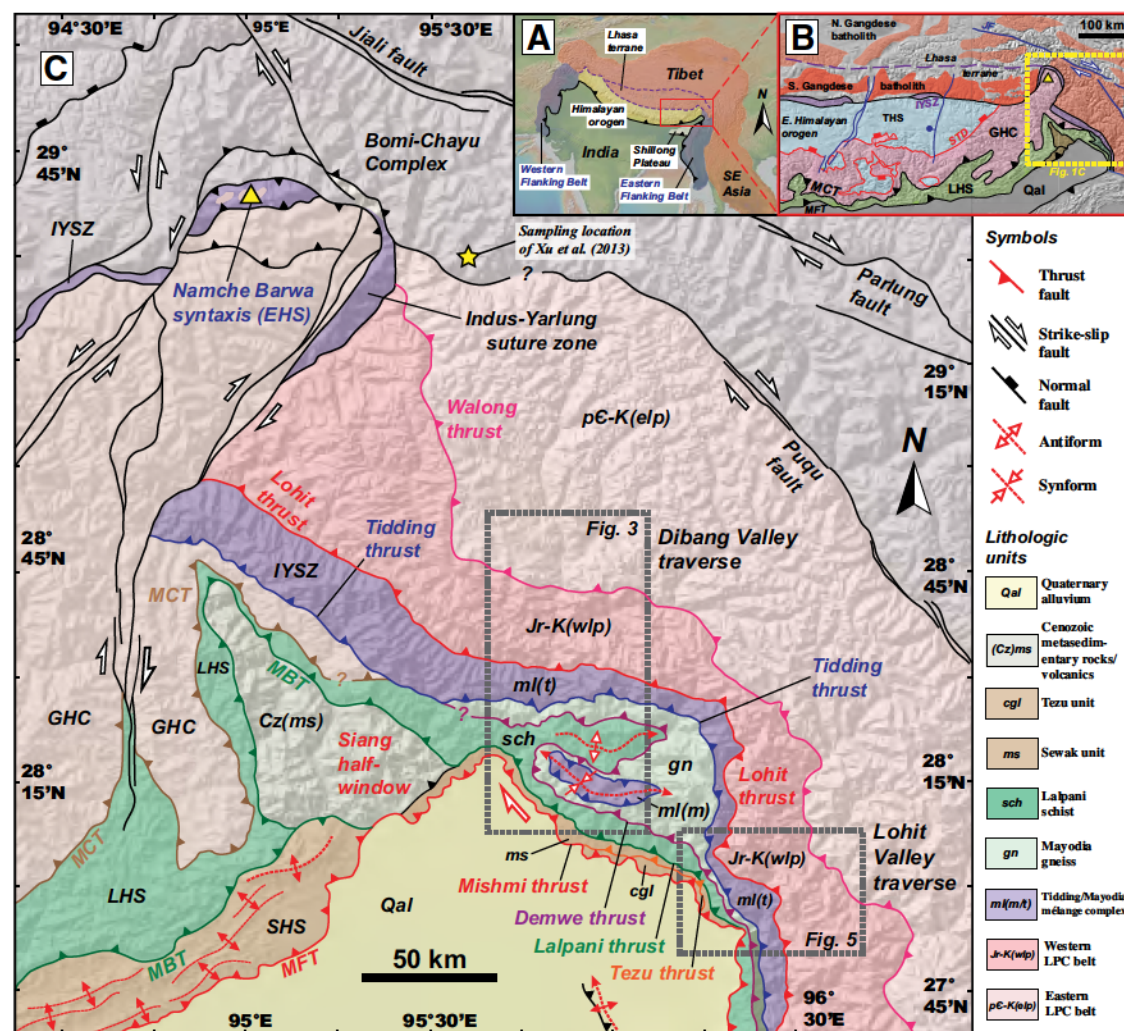 94°30'E
95°E
95°30'E
C
Jiali fault
Bomi-Chayu
Complex
29°
45'N
IYSZ
Namche Barwa
syntaxis (EHS)
Sampling location
of Xu et al. (2013)
?
Indus-Yarlung
suture zone
Parlung
fault
29°
15'N
Walong
thrust
pЄ-K(elp)
Puqu
fault
N
Lohit
thrust
Tidding
thrust
Fig. 3
Dibang Valley
traverse
28°
45'N
28°
45'N
IYSZ
MCT
Jr-K(wlp)
LHS
MBT
?
ml(t)
Tidding
thrust
GHC
GHC
Cz(ms)
?
sch
Siang
half-
window
gn
Lohit
thrust
28°
15'N
28°
15'N
ml(m)
Lohit
Valley
traverse
MCT
ms
Jr-K(wlp)
Mishmi thrust
cgl
LHS
Qal
ml(t)
Demwe thrust
SHS
Lalpani thrust
Fig. 5
MBT
MFT
50 km
Tezu thrust
27°
45'N
95°E
95°30'E
96°
30'E
A
Lhasa
terrane
Tibet
N
Himalayan
orogen
India
Shillong
Plateau
Western
Flanking Belt
Eastern
Flanking Belt
SE
Asia
B
N. Gangdese
batholith
JF
100 km
Lhasa
terrane
S. Gangdese
batholith
IYSZ
E. Himalayan
orogen
THS
STD
GHC
MCT
LHS
Fig. 1C
Qal
MFT
Symbols
Thrust
fault
Strike-slip
fault
Normal
fault
Antiform
Synform
Lithologic
units
Qal
Quaternary
alluvium
(Cz)ms
Cenozoic
metasedim-
entary rocks/
volcanics
cgl
Tezu unit
ms
Sewak unit
sch
Lalpani
schist
gn
Mayodia
gneiss
ml(m/t)
Tidding/Mayodia
mélange complex
Jr-K(wlp)
Western
LPC belt
pЄ-K(elp)
Eastern
LPC belt